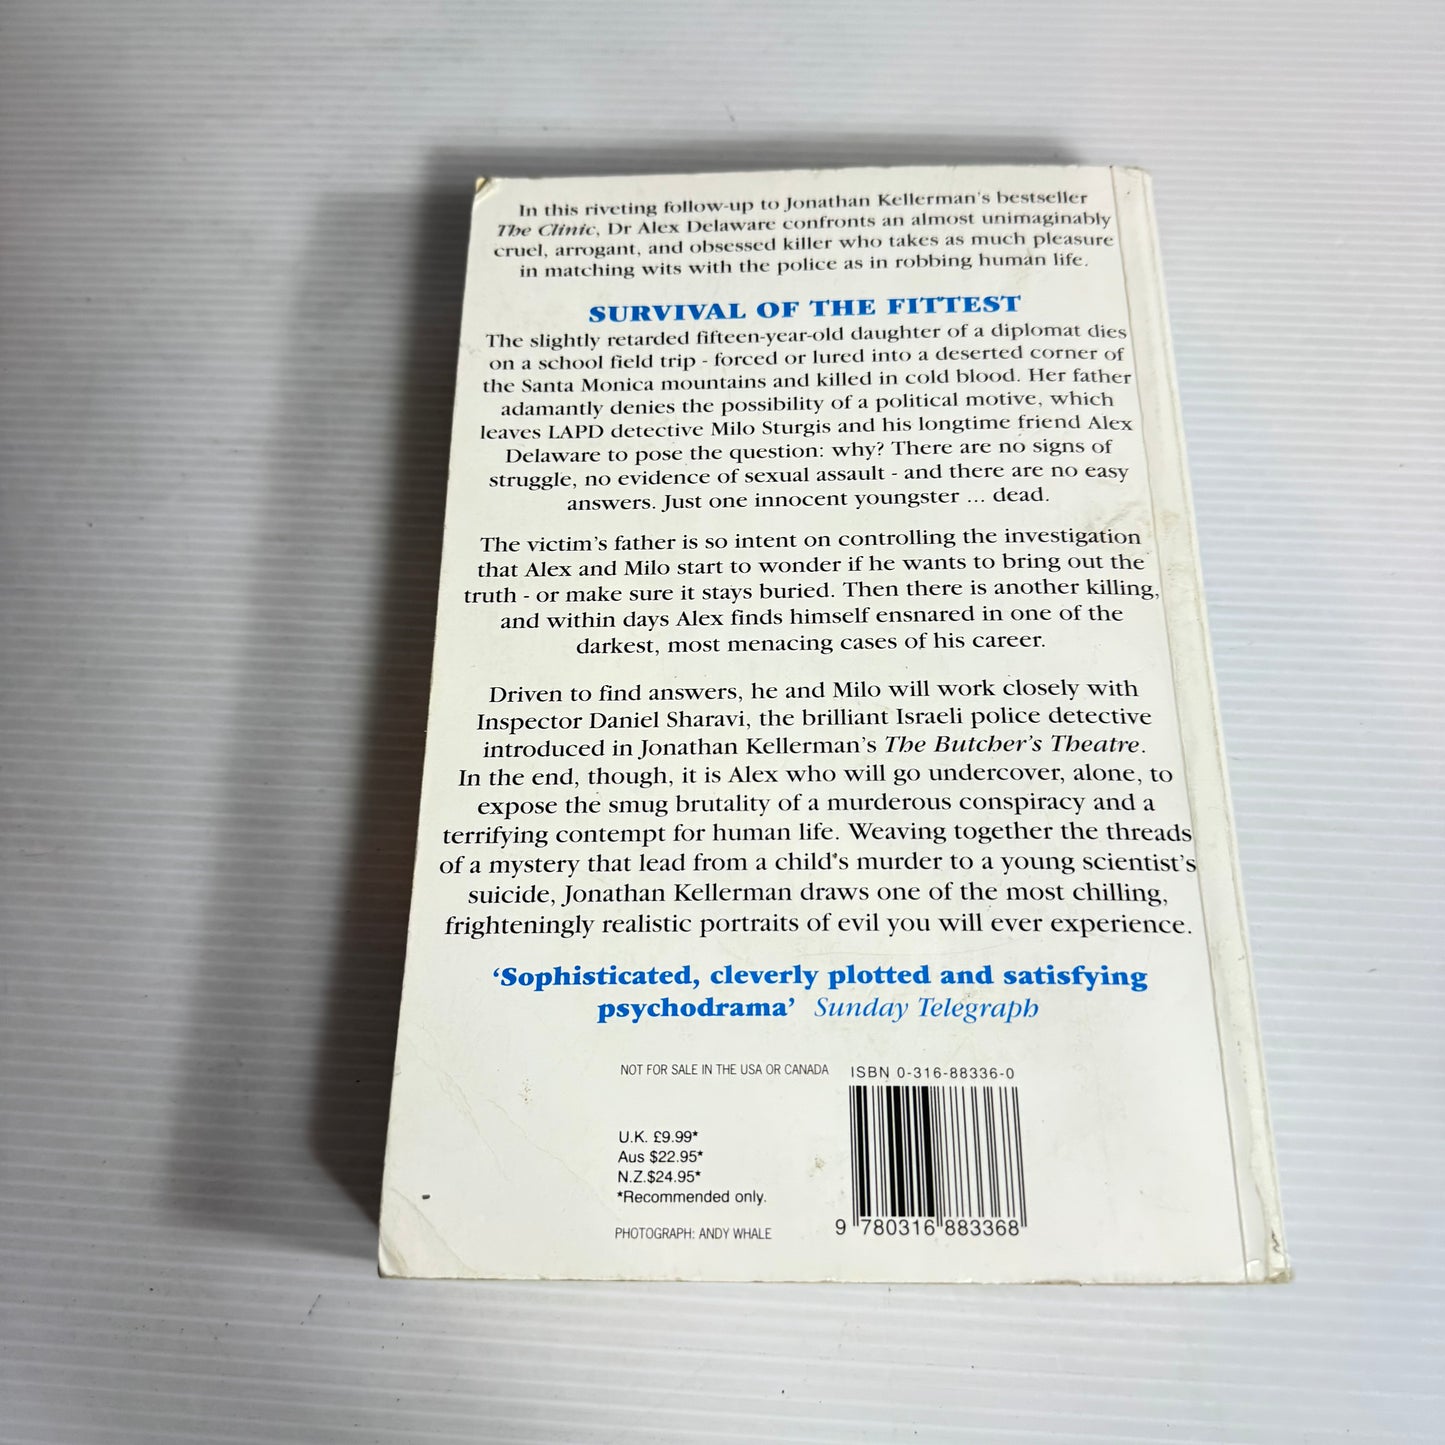 In this riveting follow-up to Jonathan Kellerman's bestseller
The Clinic, Dr Alex Delaware confronts an almost unimaginably
cruel, arrogant, and obsessed killer who takes as much pleasure
in matching wits with the police as in robbing human life.
SURVIVAL OF THE FITTEST
The slightly retarded fifteen-year-old daughter of a diplomat dies
on a school field trip - forced or lured into a deserted corner of
the Santa Monica mountains and killed in cold blood. Her father
adamantly denies the possibility of a political motive, which
leaves LAPD detective Milo Sturgis and his longtime friend Alex
Delaware to pose the question: why? There are no signs of
struggle, no evidence of sexual assault - and there are no easy
answers. Just one innocent youngster ... dead.
The victim's father is so intent on controlling the investigation
that Alex and Milo start to wonder if he wants to bring out the
truth - or make sure it stays buried. Then there is another killing,
and within days Alex finds himself ensnared in one of the
darkest, most menacing cases of his career.
Driven to find answers, he and Milo will work closely with
Inspector Daniel Sharavi, the brilliant Israeli police detective
introduced in Jonathan Kellerman's The Butcher's Theatre.
In the end, though, it is Alex who will go undercover, alone, to
expose the smug brutality of a murderous conspiracy and a
terrifying contempt for human life. Weaving together the threads
of a mystery that lead from a child's murder to a young scientist's
suicide, Jonathan Kellerman draws one of the most chilling,
frighteningly realistic portraits of evil you will ever experience.
'Sophisticated, cleverly plotted and satisfying
psychodrama' Sunday Telegraph
NOT FOR SALE IN THE USA OR CANADA
ISBN 0-316-88336-0
U.K. £9.99*
Aus $22.95*
N.Z.$24.95*
*Recommended only.
PHOTOGRAPH: ANDY WHALE
9 780316 883368